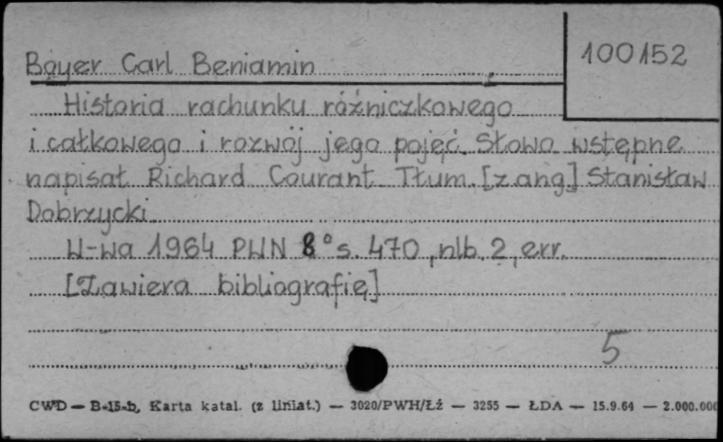 100152
Boyer Carl Beniamin
Historia rachunku różniczkowego
i całkowego i rozwój jego pojęć. Słowo wstępne
napisał Richard Courant. Tłum. [z ang.] Stanisław
Dobrzycki.
W-wa 1964 PWN 8° s. 470, nlb. 2, err.
[Zawiera bibliografię]
5
CWD — B-15-b, Karta katal. (z liniat.) — 3020/PWH/Łź — 3255 — ŁDA — 15.9.64 — 2.000.000